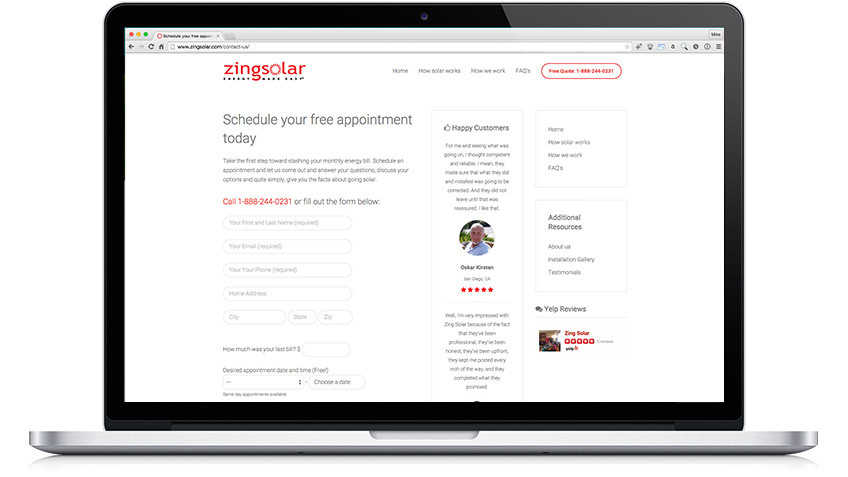 Schedule your free appoin
Mike
www.zingsolar.com/contact-us/
zingsolar
ENERGY MADE EASY
Home
How solar works
How we work
FAQ's
Free Quote: 1-888-244-0231
Schedule your free appointment
today
Take the first step toward slashing your monthly energy bill. Schedule an
appointment and let us come out and answer your questions, discuss your
options and quite simply, give you the facts about going solar.
Call 1-888-244-0231 or fill out the form below:
Your First and Last Name (required)
Your Email (required)
Your Your Phone (required)
Home Address
City
State
Zip
How much was your last bill? $
Desired appointment date and time (Free!)
---
-
Choose a date
Same day appointments available
Happy Customers
For me and seeing what was
going on, I thought competent
and reliable. I mean, they
made sure that what they did
and installed was going to be
corrected. And they did not
leave until that was
reassured. I like that.
Oskar Kirsten
San Diego, CA
Well, I'm very impressed with
Zing Solar because of the fact
that they've been
professional, they've been
honest, they've been upfront,
they kept me posted every
inch of the way, and they
completed what they
promised
Home
How solar works
How we work
FAQ's
Additional
Resources
About us
Installation Gallery
Testimonials
Yelp Reviews
Zing Solar
5 reviews
yelp